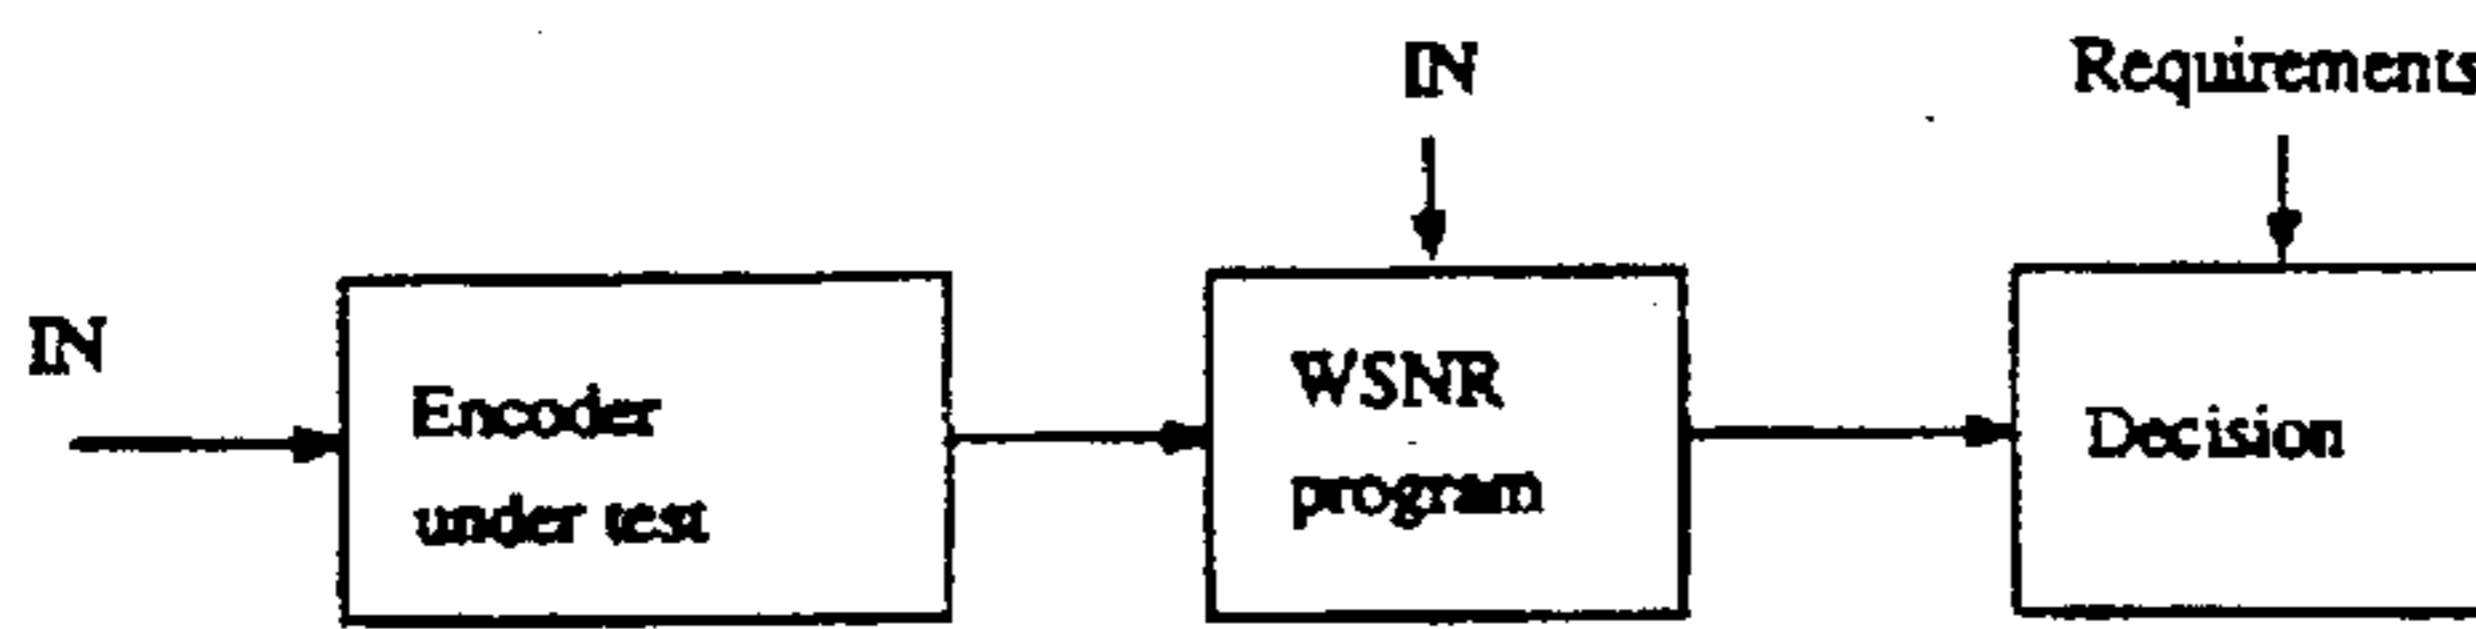 IN
Requirements
IN
Encoder
under test
WSNR
program
Decision